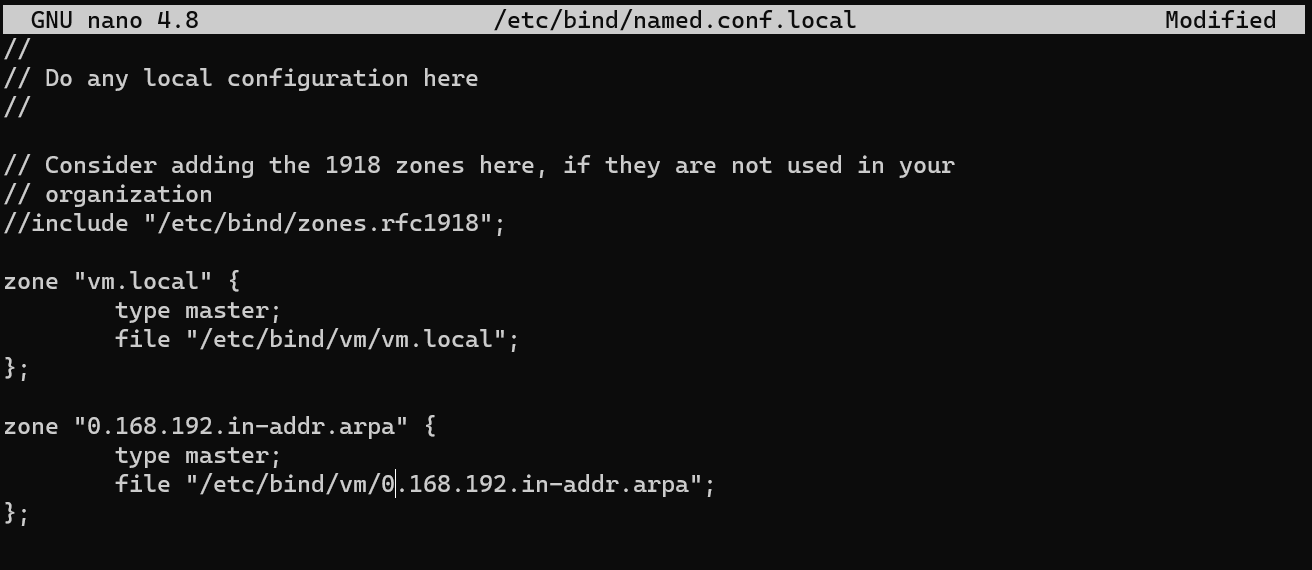 GNU nano 4.8 /etc/bind/named.conf.local Modified
//
// Do any local configuration here
//
// Consider adding the 1918 zones here, if they are not used in your
// organization
//include "/etc/bind/zones.rfc1918";
zone "vm.local" {
        type master;
        file "/etc/bind/vm/vm.local";
};
zone "0.168.192.in-addr.arpa" {
        type master;
        file "/etc/bind/vm/0.168.192.in-addr.arpa";
};